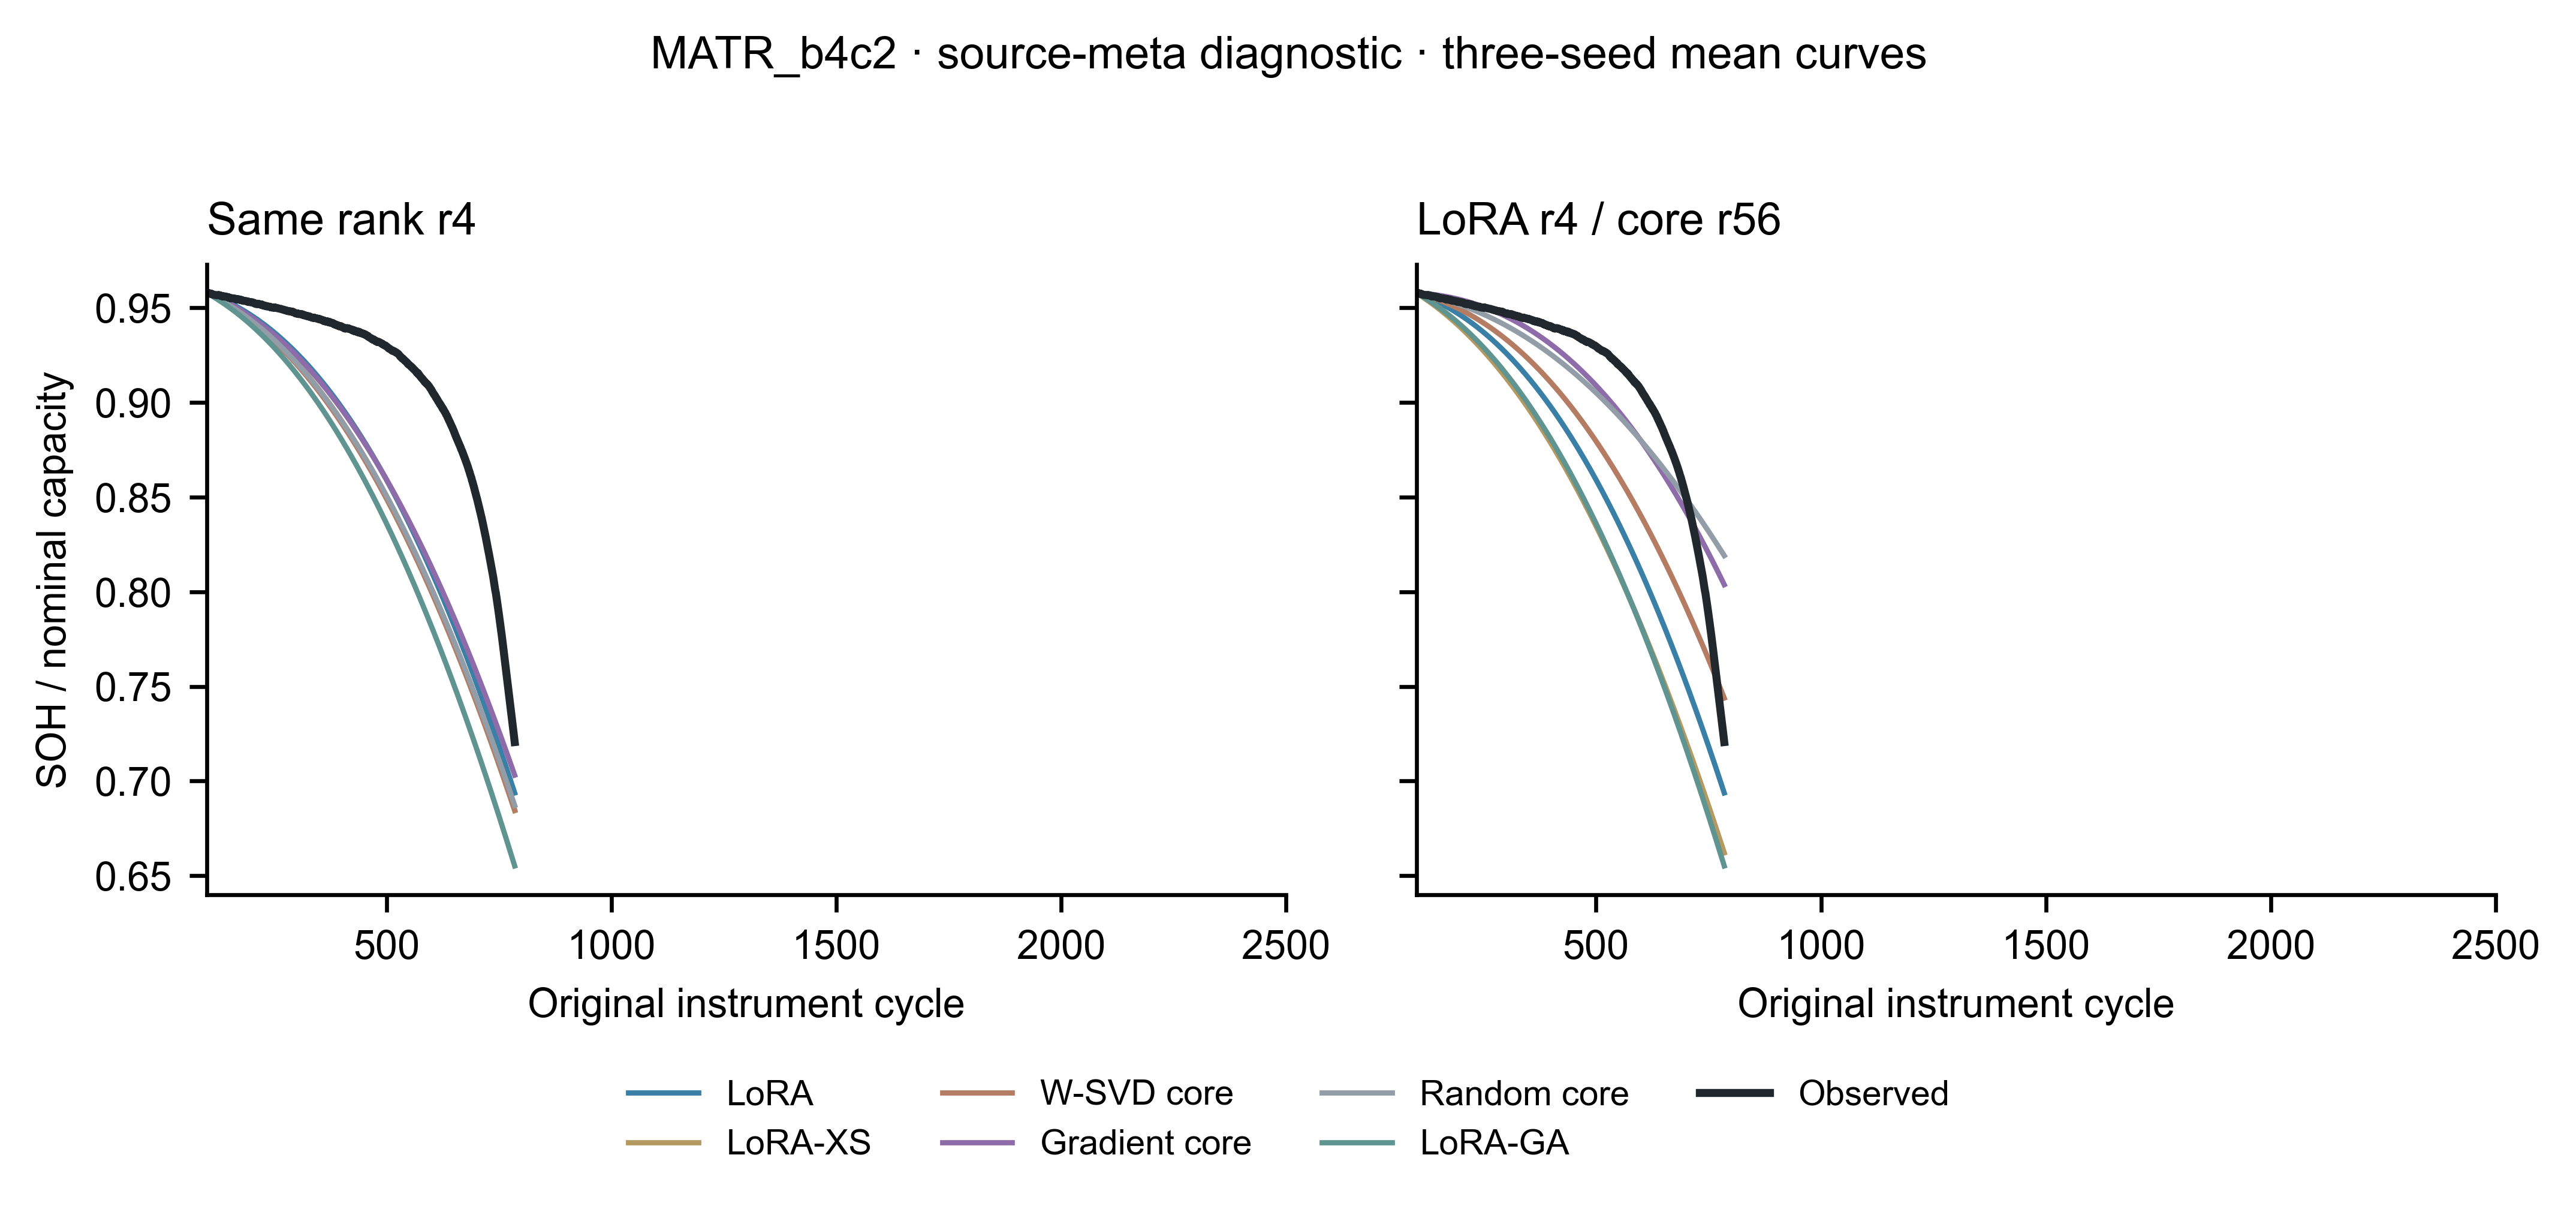 MATR_b4c2 · source-meta diagnostic · three-seed mean curves
Same rank r4
LoRA r4 / core r56
SOH / nominal capacity
0.95
0.90
0.85
0.80
0.75
0.70
0.65
500 1000 1500 2000 2500
500 1000 1500 2000 2500
Original instrument cycle
Original instrument cycle
LoRA W-SVD core Random core Observed
LoRA-XS Gradient core LoRA-GA